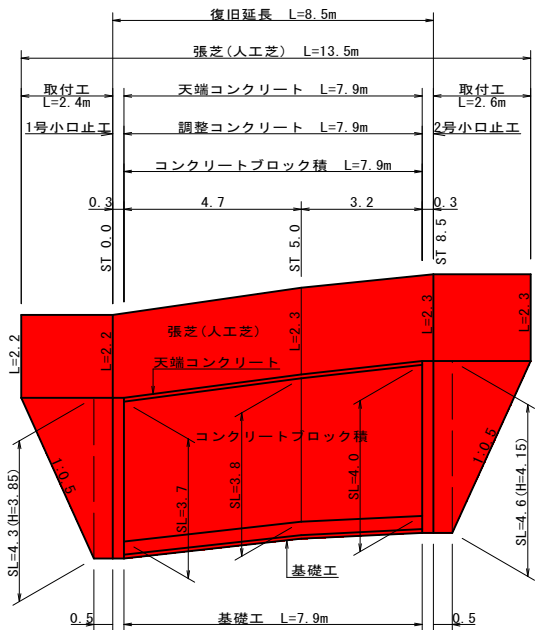 復旧延長 L=8.5m
張芝(人工芝) L=13.5m
取付工
L=2.4m
天端コンクリート L=7.9m
取付工
L=2.6m
1号小口止工
調整コンクリート L=7.9m
2号小口止工
コンクリートブロック積 L=7.9m
0.3
4.7
3.2
0.3
ST 0.0
ST 5.0
ST 8.5
L=2.2
L=2.2
張芝(人工芝)
L=2.3
L=2.3
L=2.3
天端コンクリート
コンクリートブロック積
1:0.5
SL=3.7
SL=3.8
SL=4.0
1:0.5
SL=4.3(H=3.85)
SL=4.6(H=4.15)
基礎工
0.5
基礎工 L=7.9m
0.5